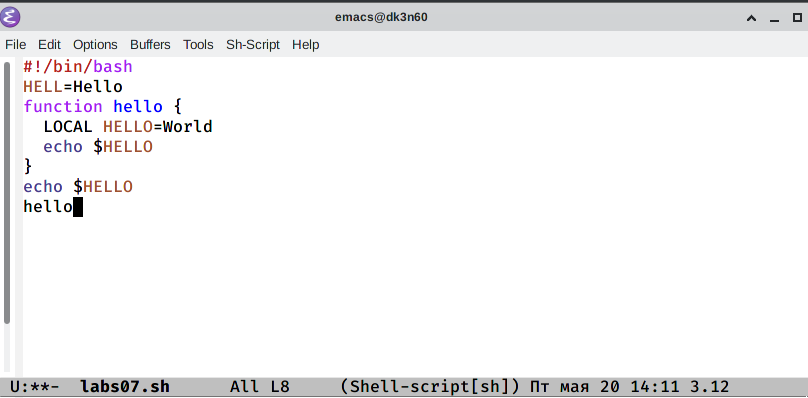 emacs@dk3n60
File Edit Options Buffers Tools Sh-Script Help
#!/bin/bash
HELL=Hello
function hello {
  LOCAL HELLO=World
  echo $HELLO
}
echo $HELLO
hello
U:**-  labs07.sh      All L8     (Shell-script[sh]) Пт мая 20 14:11 3.12